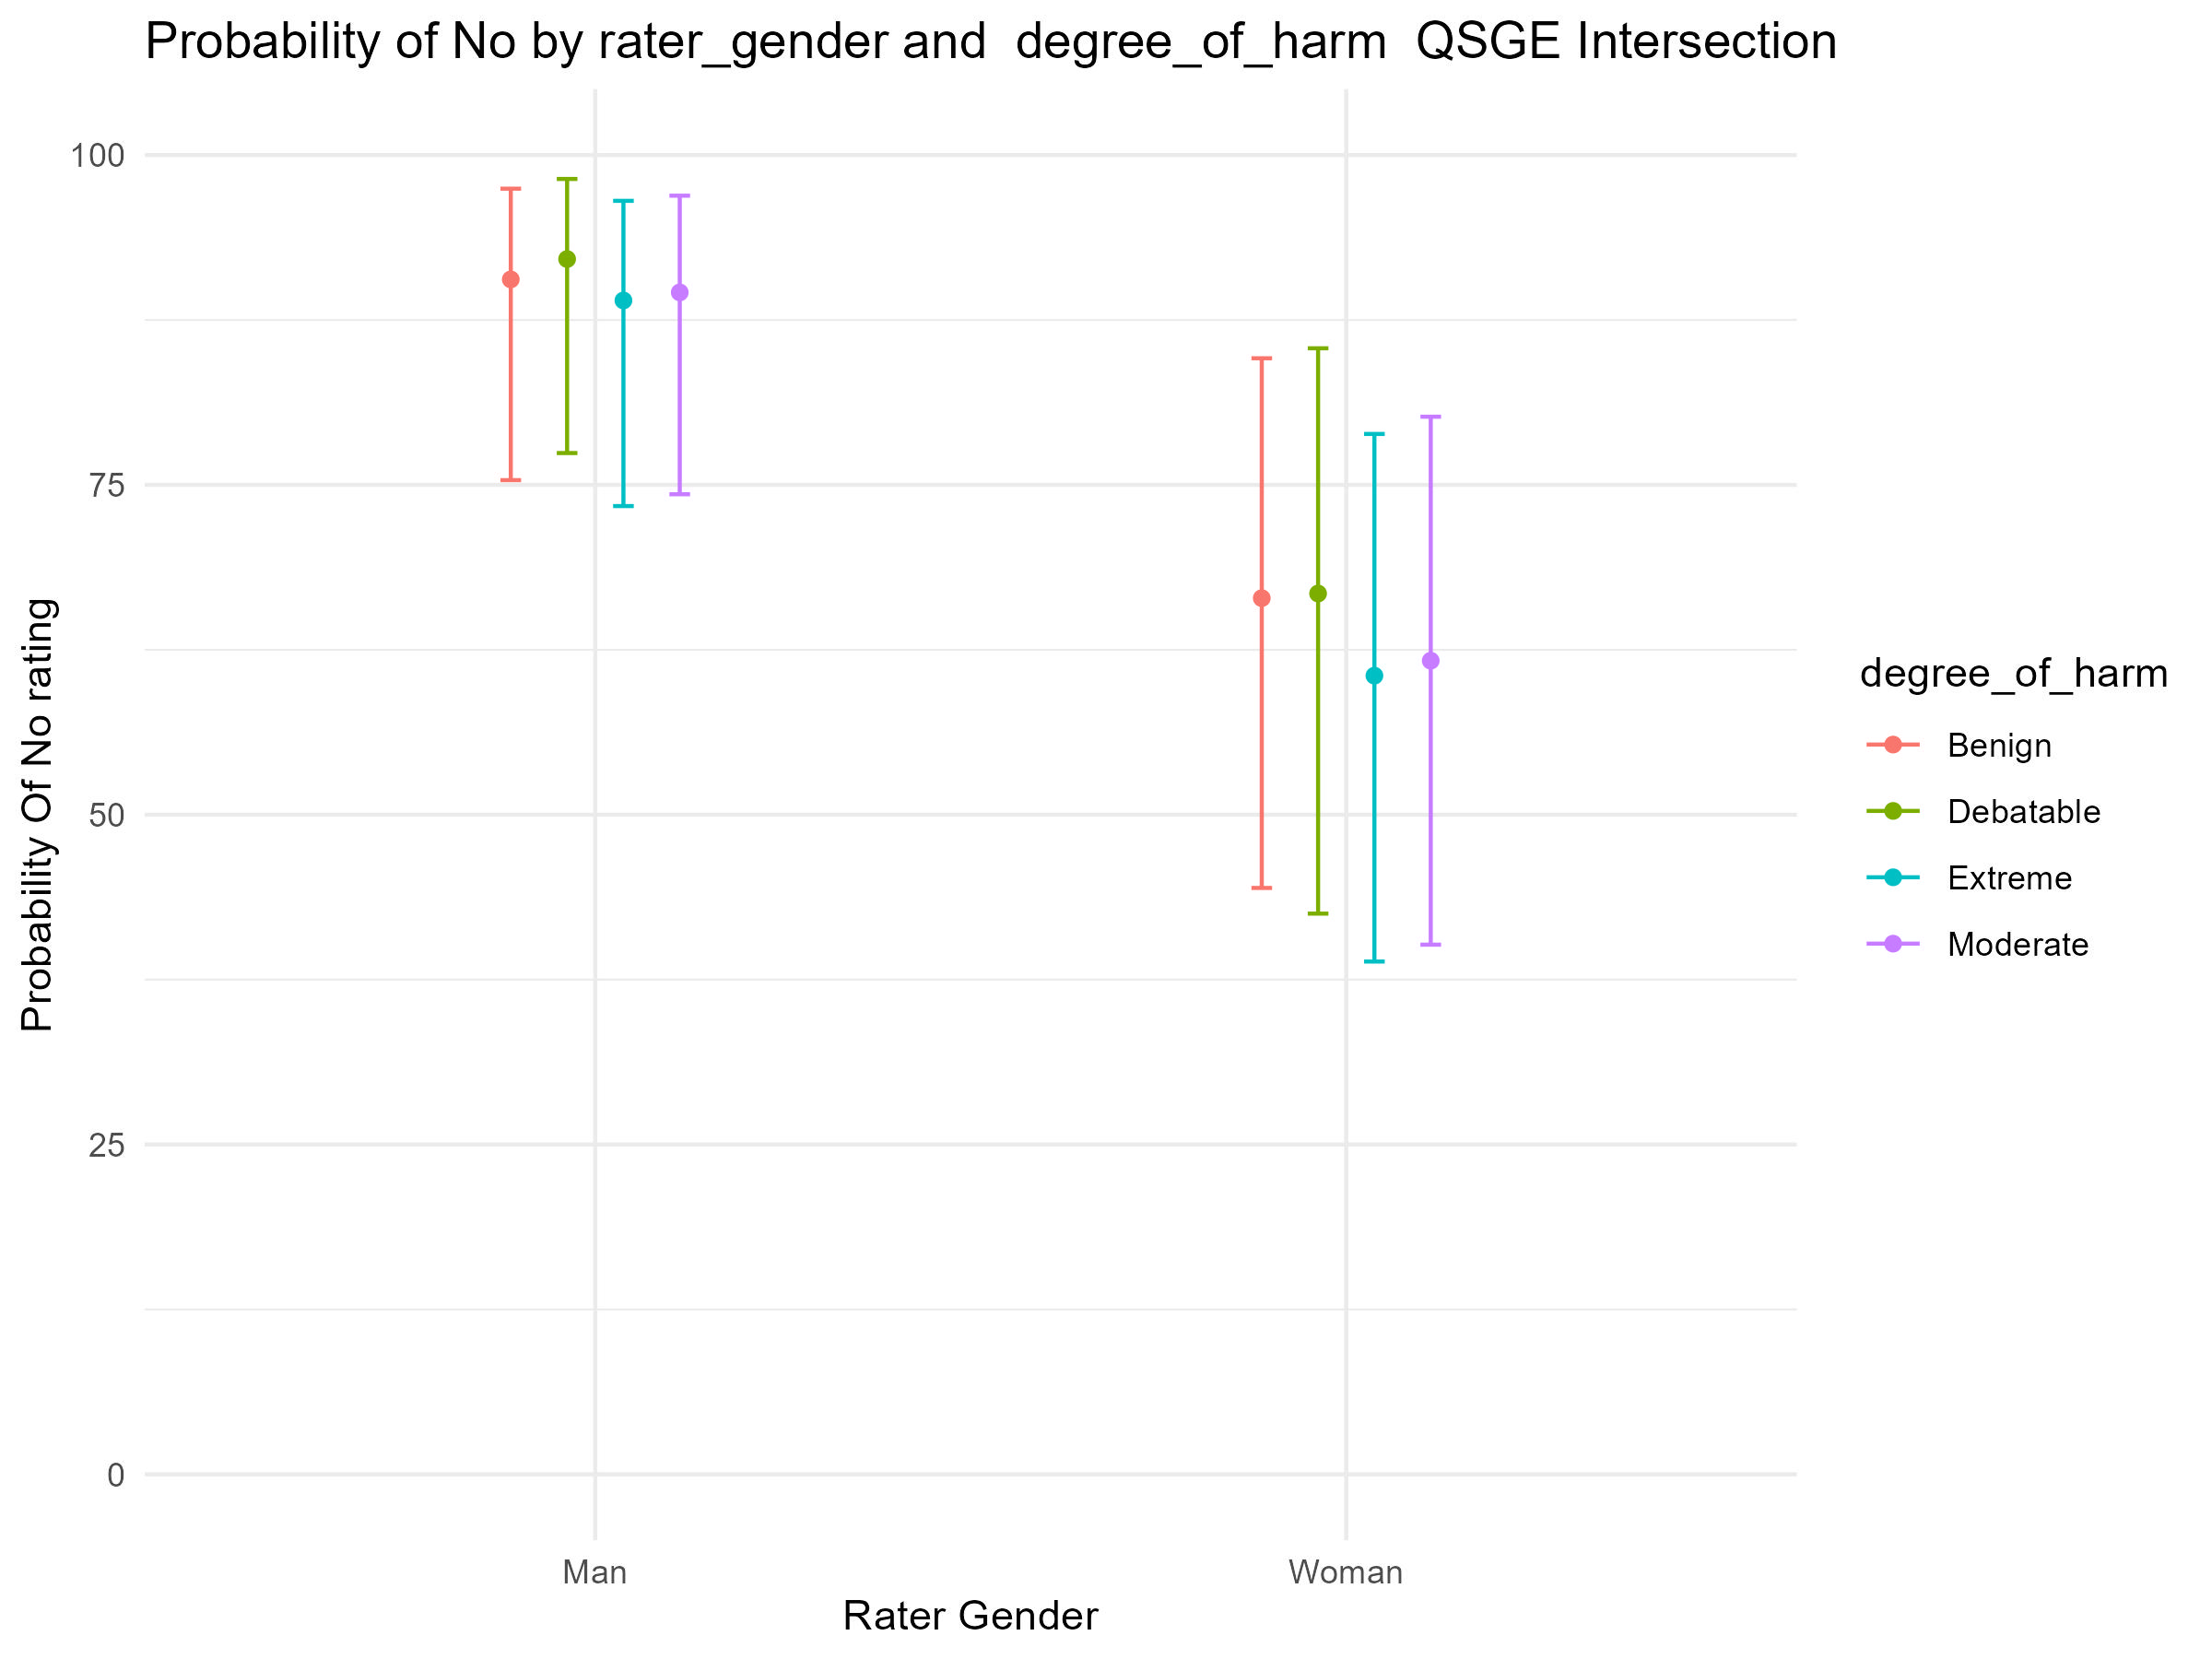 Probability of No by rater_gender and  degree_of_harm  QSGE Intersection
Probability Of No rating
100
75
50
25
0
Man
Woman
Rater Gender
degree_of_harm
Benign
Debatable
Extreme
Moderate